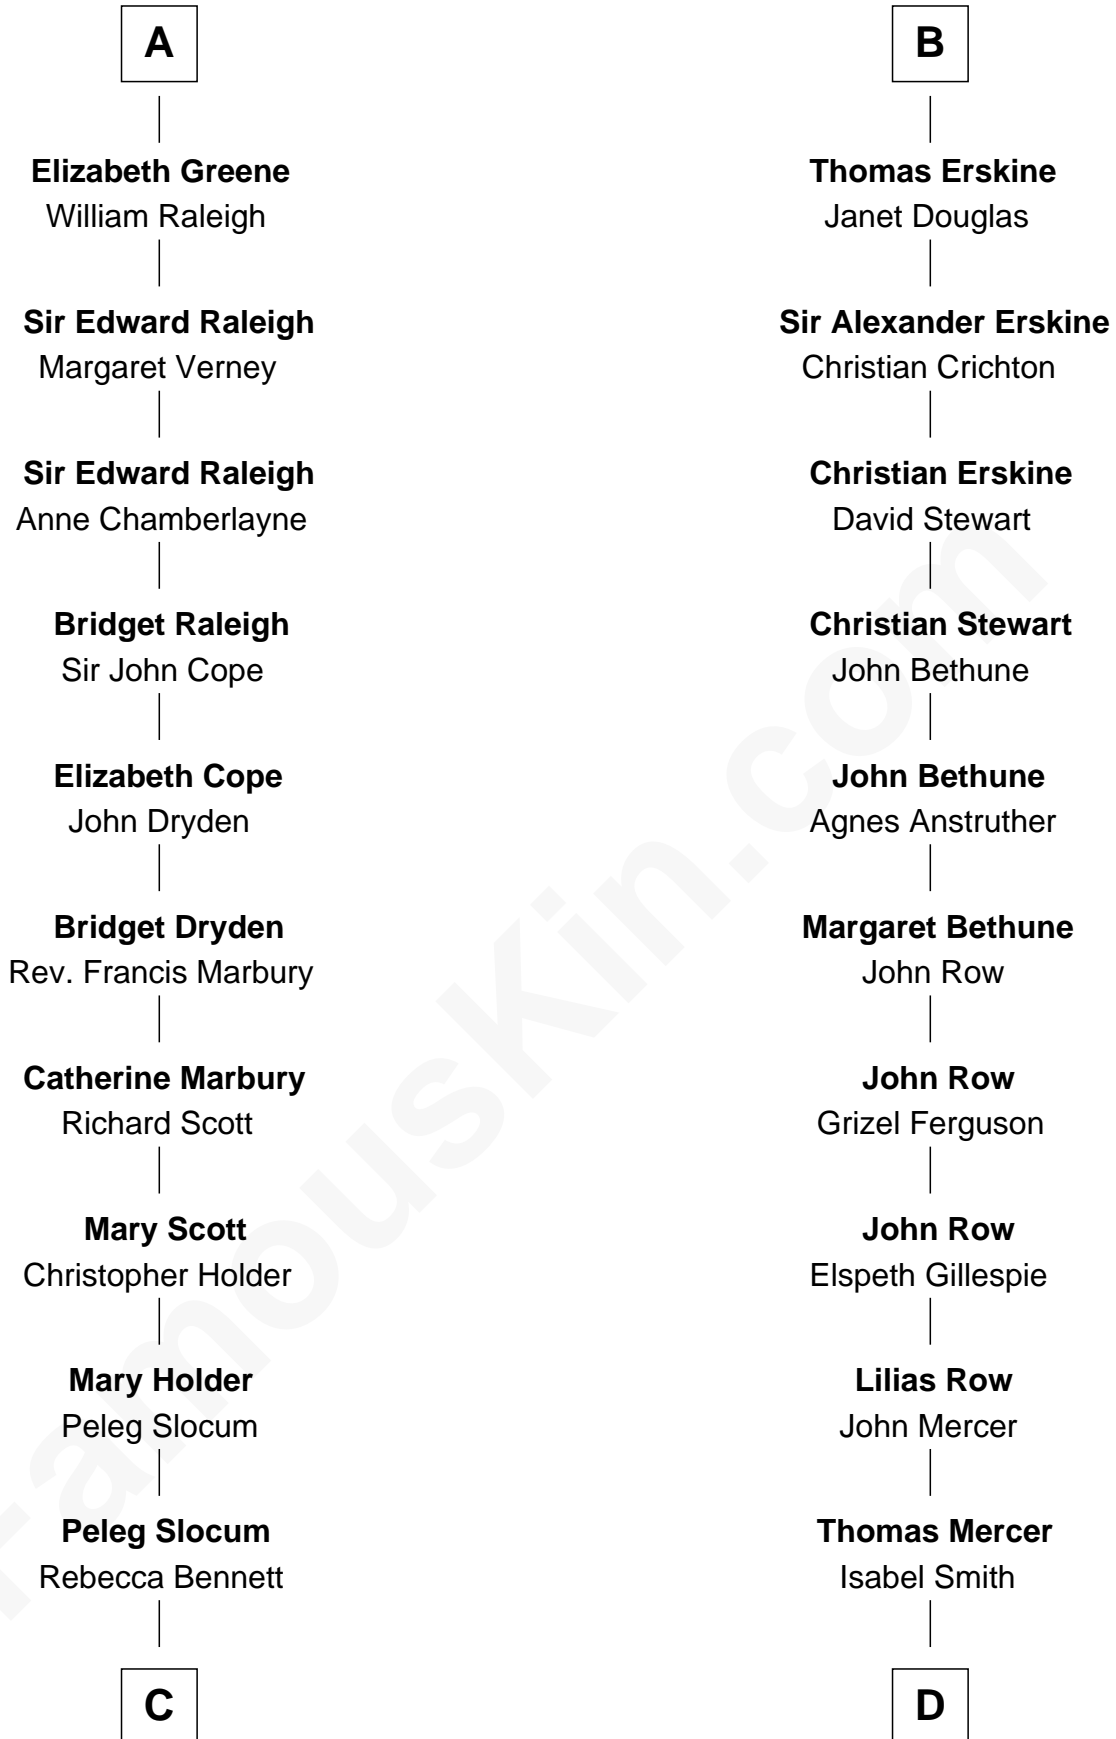 A
Elizabeth Greene
William Raleigh
Sir Edward Raleigh
Margaret Verney
Sir Edward Raleigh
Anne Chamberlayne
Bridget Raleigh
Sir John Cope
Elizabeth Cope
John Dryden
Bridget Dryden
Rev. Francis Marbury
Catherine Marbury
Richard Scott
Mary Scott
Christopher Holder
Mary Holder
Peleg Slocum
Peleg Slocum
Rebecca Bennett
C
B
Thomas Erskine
Janet Douglas
Sir Alexander Erskine
Christian Crichton
Christian Erskine
David Stewart
Christian Stewart
John Bethune
John Bethune
Agnes Anstruther
Margaret Bethune
John Row
John Row
Grizel Ferguson
John Row
Elspeth Gillespie
Lilias Row
John Mercer
Thomas Mercer
Isabel Smith
D
FamousKin.com